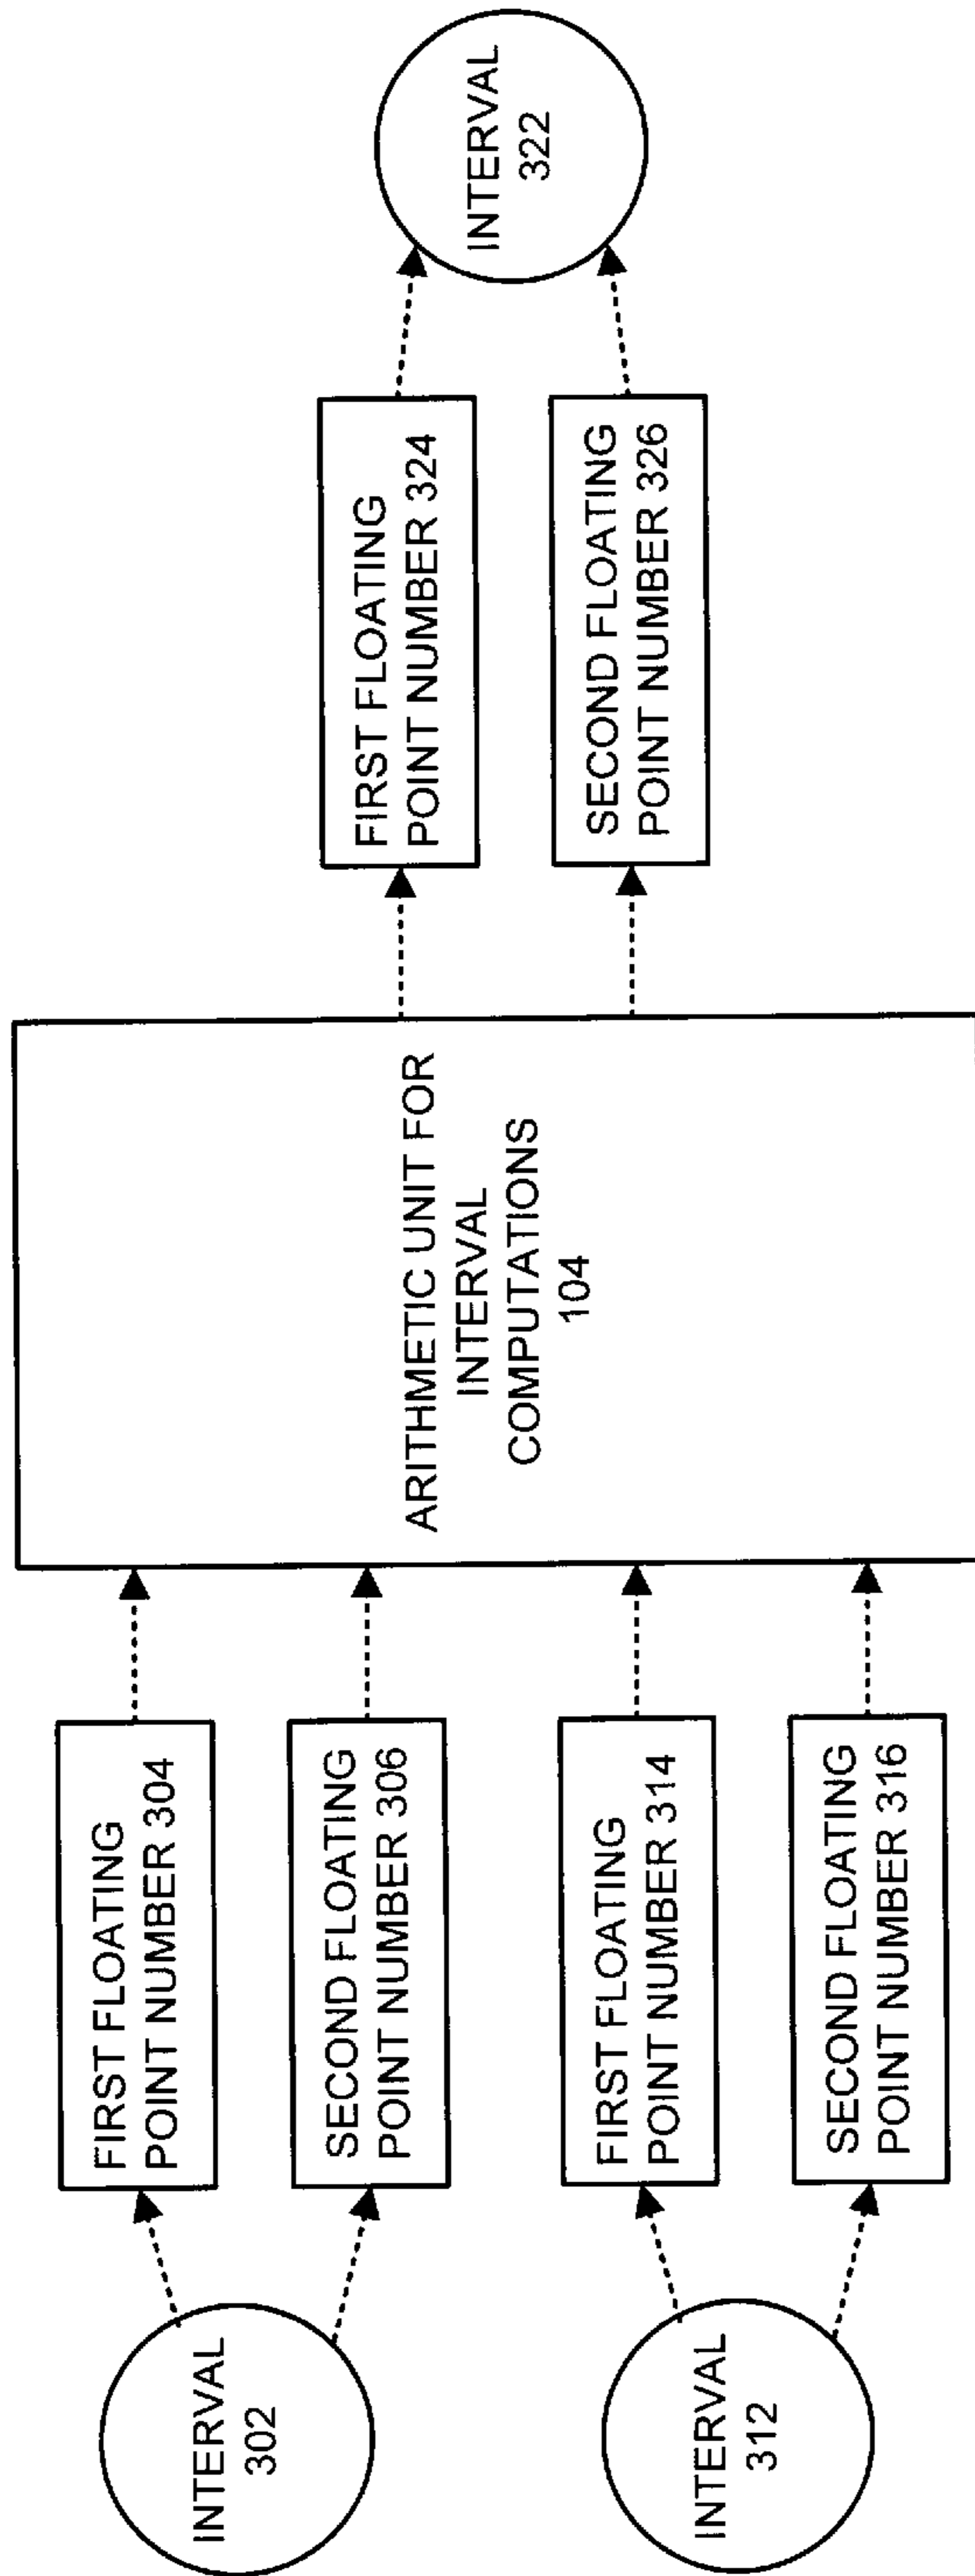 INTERVAL
302
FIRST FLOATING
POINT NUMBER 304
SECOND FLOATING
POINT NUMBER 306
INTERVAL
312
FIRST FLOATING
POINT NUMBER 314
SECOND FLOATING
POINT NUMBER 316
ARITHMETIC UNIT FOR
INTERVAL
COMPUTATIONS
104
FIRST FLOATING
POINT NUMBER 324
SECOND FLOATING
POINT NUMBER 326
INTERVAL
322